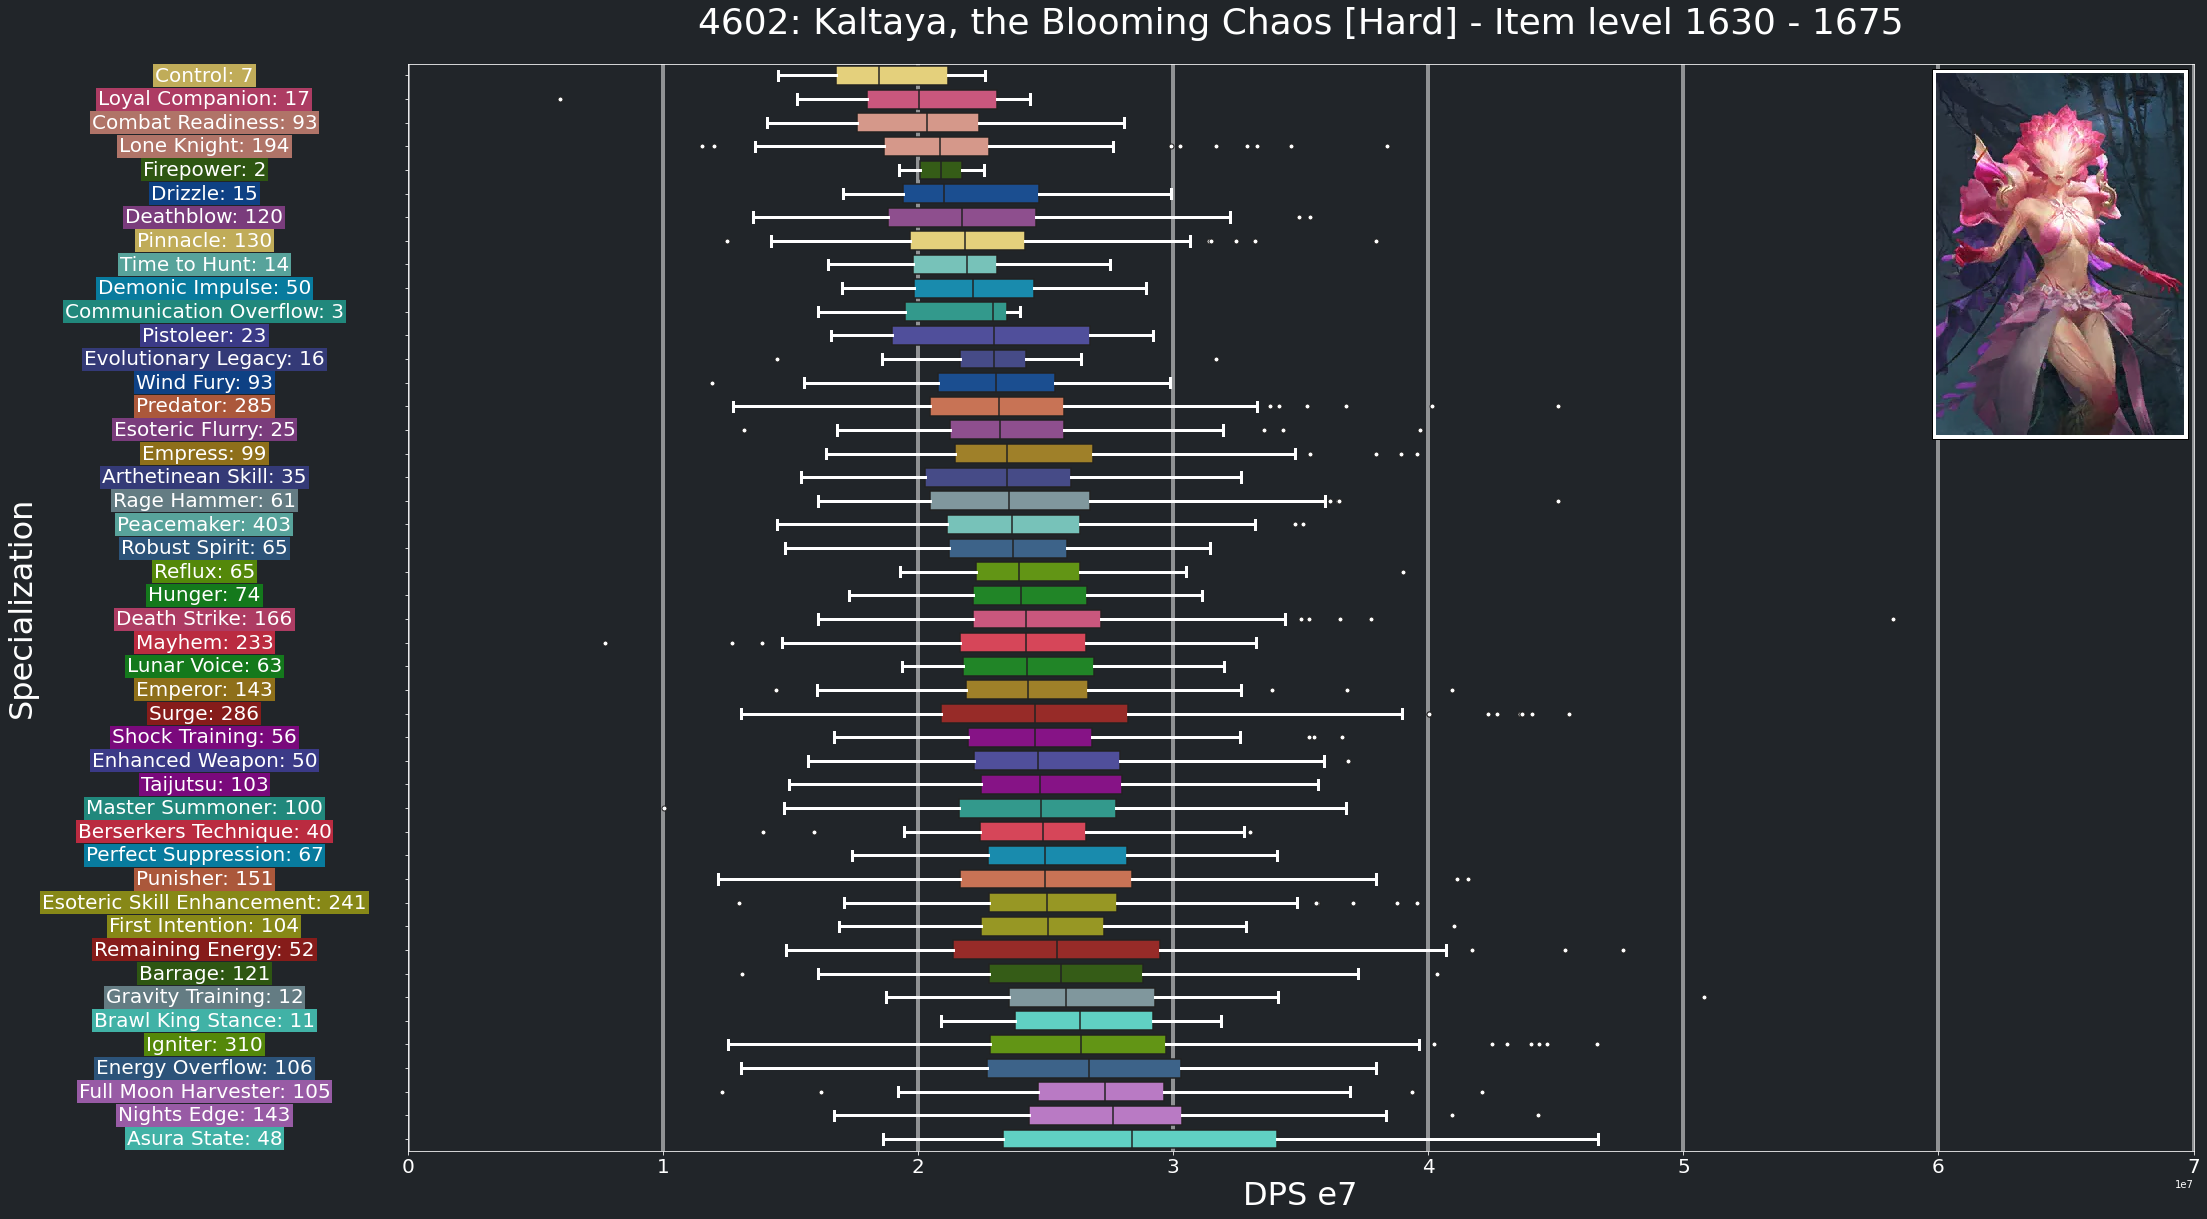 4602: Kaltaya, the Blooming Chaos [Hard] - Item level 1630 - 1675
Control: 7
Loyal Companion: 17
Combat Readiness: 93
Lone Knight: 194
Firepower: 2
Drizzle: 15
Deathblow: 120
Pinnacle: 130
Time to Hunt: 14
Demonic Impulse: 50
Communication Overflow: 3
Pistoleer: 23
Evolutionary Legacy: 16
Wind Fury: 93
Predator: 285
Esoteric Flurry: 25
Empress: 99
Arthetinean Skill: 35
Rage Hammer: 61
Peacemaker: 403
Robust Spirit: 65
Reflux: 65
Hunger: 74
Death Strike: 166
Mayhem: 233
Lunar Voice: 63
Emperor: 143
Surge: 286
Shock Training: 56
Enhanced Weapon: 50
Taijutsu: 103
Master Summoner: 100
Berserkers Technique: 40
Perfect Suppression: 67
Punisher: 151
Esoteric Skill Enhancement: 241
First Intention: 104
Remaining Energy: 52
Barrage: 121
Gravity Training: 12
Brawl King Stance: 11
Igniter: 310
Energy Overflow: 106
Full Moon Harvester: 105
Nights Edge: 143
Asura State: 48
Specialization
0 1 2 3 4 5 6 7
1e7
DPS e7